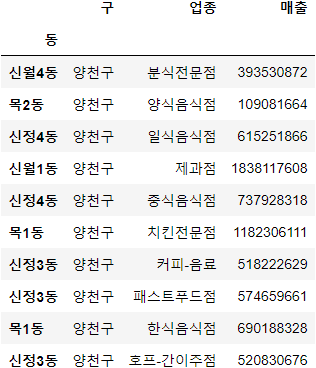 구 업종 매출
동
신월4동 양천구 분식전문점 393530872
목2동 양천구 양식음식점 109081664
신정4동 양천구 일식음식점 615251866
신월1동 양천구 제과점 1838117608
신정4동 양천구 중식음식점 737928318
목1동 양천구 치킨전문점 1182306111
신정3동 양천구 커피-음료 518222629
신정3동 양천구 패스트푸드점 574659661
목1동 양천구 한식음식점 690188328
신정3동 양천구 호프-간이주점 520830676